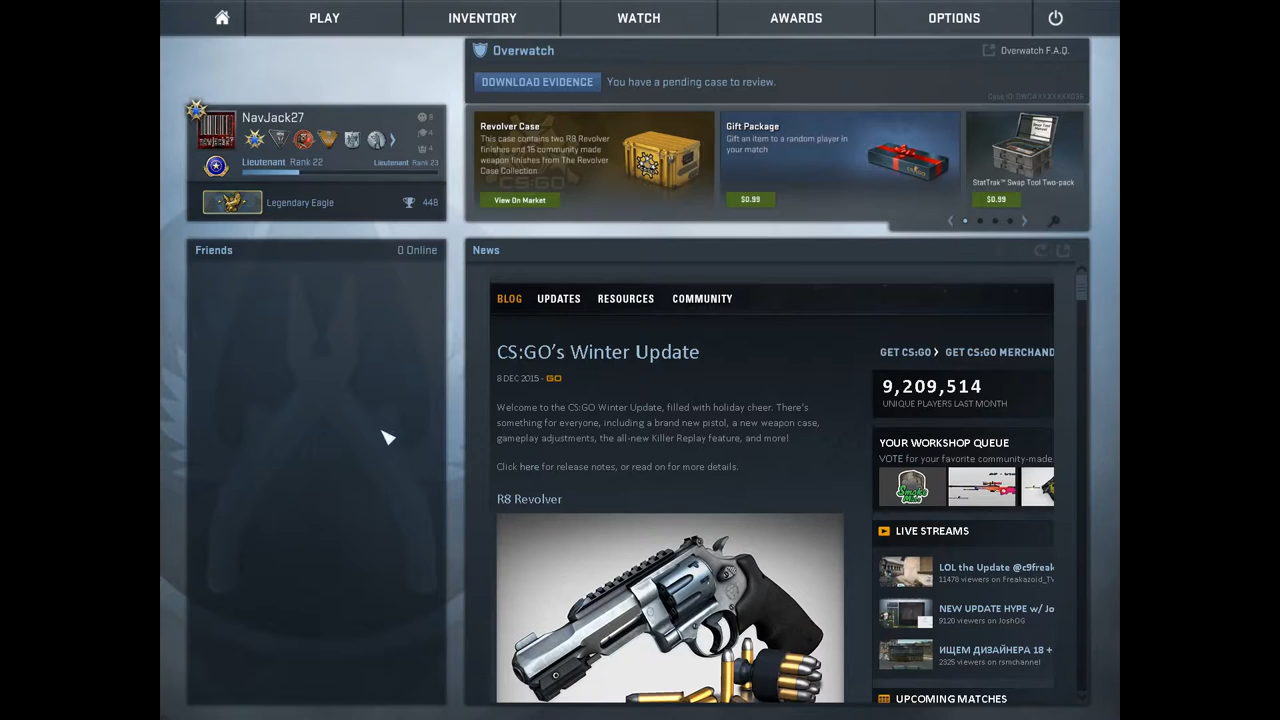 PLAY
INVENTORY
WATCH
AWARDS
OPTIONS
Overwatch
Overwatch F.A.Q.
DOWNLOAD EVIDENCE
You have a pending case to review.
NavJack27
Lieutenant Rank 22
Lieutenant Rank 23
Legendary Eagle
448
Revolver Case
This case contains two R8 Revolver
finishes and 15 community made
weapon finishes from The Revolver
Case Collection.
CS:GO
View On Market
Gift Package
Gift an item to a random player in
your match
$0.99
StatTrak™ Swap Tool Two-pack
$0.99
Friends
0 Online
News
BLOG
UPDATES
RESOURCES
COMMUNITY
CS:GO's Winter Update
8 DEC 2015 - GO
Welcome to the CS:GO Winter Update, filled with holiday cheer. There's
something for everyone, including a brand new pistol, a new weapon case,
gameplay adjustments, the all-new Killer Replay feature, and more!
Click here for release notes, or read on for more details.
R8 Revolver
GET CS:GO
GET CS:GO MERCHAND
9,209,514
UNIQUE PLAYERS LAST MONTH
YOUR WORKSHOP QUEUE
VOTE for your favorite community-made
LIVE STREAMS
LOL the Update @c9freak
11476 viewers on Freakazoid_TV
NEW UPDATE HYPE w/ Jo
9120 viewers on JoshOG
ИЩЕМ ДИЗАЙНЕРА 18 +
2325 viewers on rsmchannel
UPCOMING MATCHES